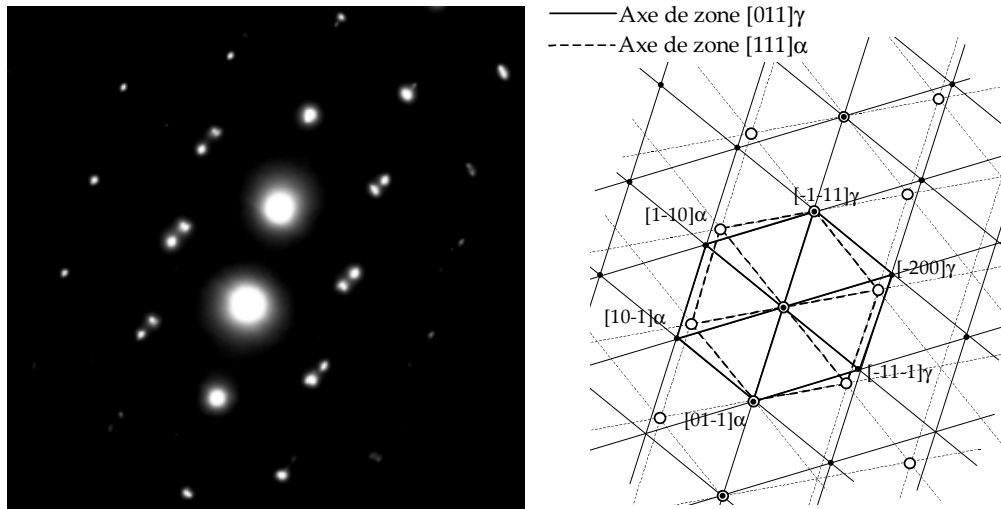 Axe de zone [011]γ
Axe de zone [111]α
[-1-11]γ
[1-10]α
[-200]γ
[10-1]α
[-11-1]γ
[01-1]α